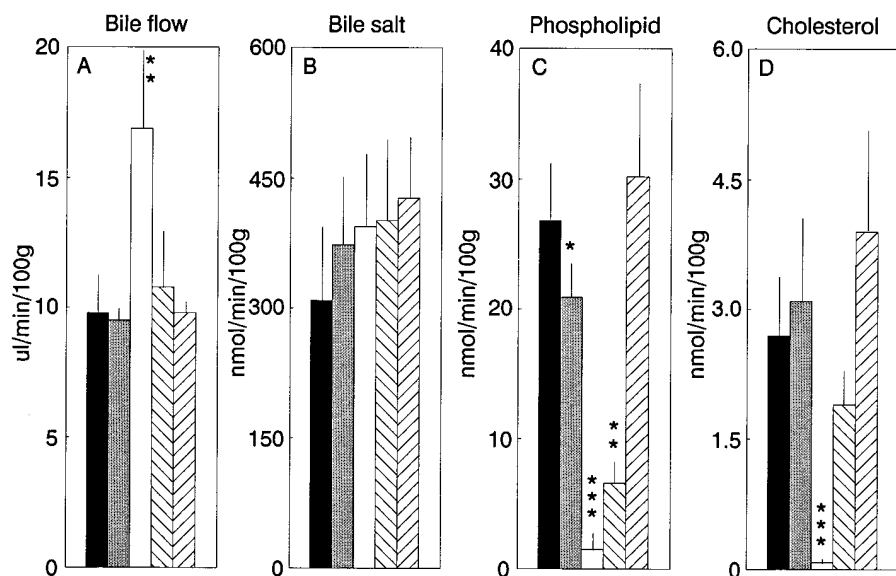 Bile flow
Bile salt
Phospholipid
Cholesterol
A
B
C
D
20
15
10
5
0
ul/min/100g
**
600
450
300
150
0
nmol/min/100g
40
30
20
10
0
nmol/min/100g
*
***
**
6.0
4.5
3.0
1.5
0
nmol/min/100g
***